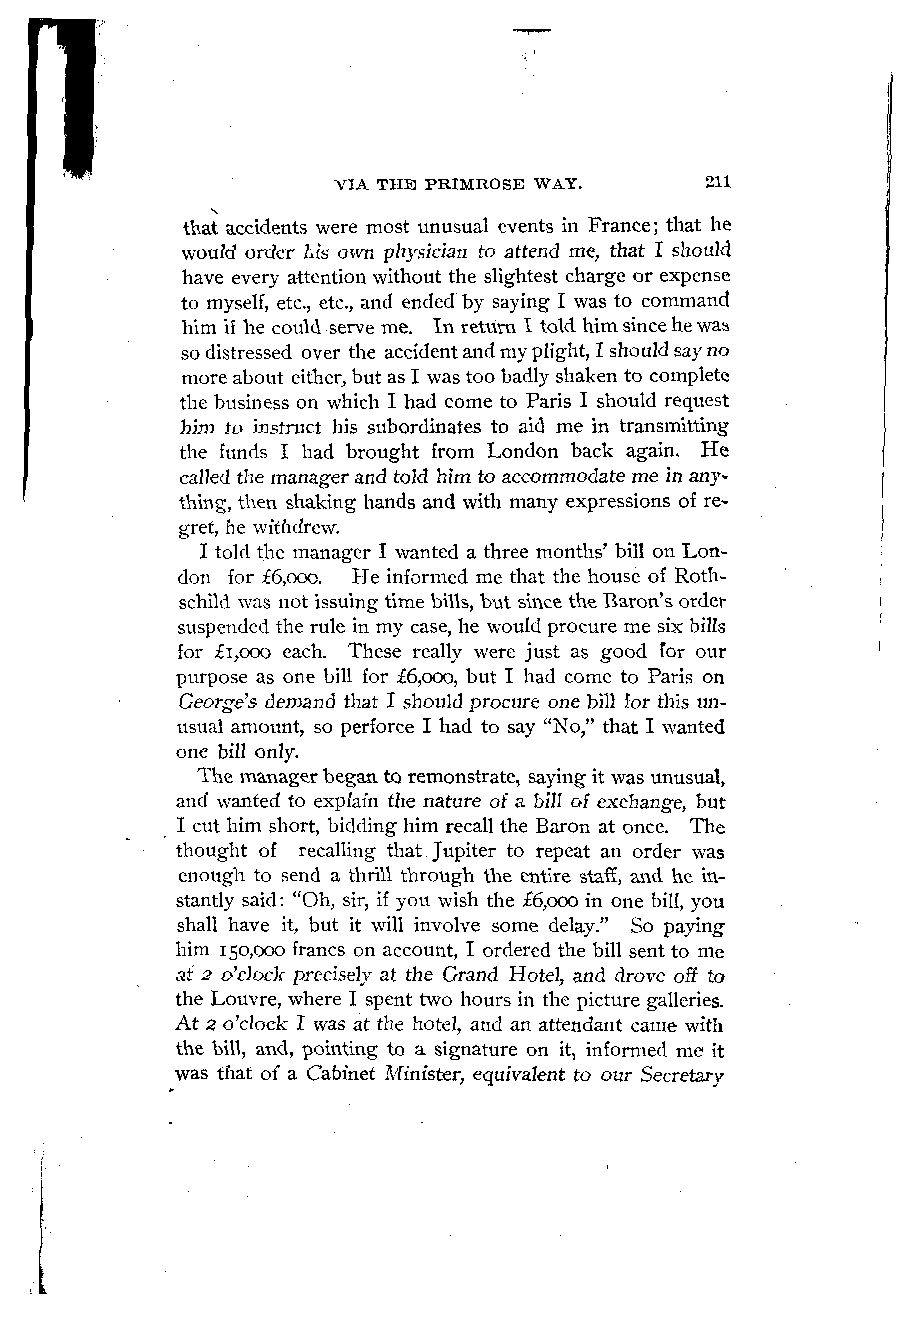 VIA THE PRIMROSE WAY. 211
that accidents were most unusual events in France; that he
would order his own physician to attend me, that I should
have every attention without the slightest charge or expense
to myself, etc., etc., and ended by saying I was to command
him if he could serve me. In return I told him since he was
so distressed over the accident and my plight, I should say no
more about either, but as I was too badly shaken to complete
the business on which I had come to Paris I should request
him to instruct his subordinates to aid me in transmitting
the funds I had brought from London back again. He
called the manager and told him to accommodate me in any-
thing, then shaking hands and with many expressions of re-
gret, he withdrew.
I told the manager I wanted a three months' bill on Lon-
don for £6,000. He informed me that the house of Roth-
schild was not issuing time bills, but since the Baron's order
suspended the rule in my case, he would procure me six bills
for £1,000 each. These really were just as good for our
purpose as one bill for £6,000, but I had come to Paris on
George's demand that I should procure one bill for this un-
usual amount, so perforce I had to say "No," that I wanted
one bill only.
The manager began to remonstrate, saying it was unusual,
and wanted to explain the nature of a bill of exchange, but
I cut him short, bidding him recall the Baron at once. The
thought of recalling that Jupiter to repeat an order was
enough to send a thrill through the entire staff, and he in-
stantly said: "Oh, sir, if you wish the £6,000 in one bill, you
shall have it, but it will involve some delay." So paying
him 150,000 francs on account, I ordered the bill sent to me
at 2 o'clock precisely at the Grand Hotel, and drove off to
the Louvre, where I spent two hours in the picture galleries.
At 2 o'clock I was at the hotel, and an attendant came with
the bill, and, pointing to a signature on it, informed me it
was that of a Cabinet Minister, equivalent to our Secretary